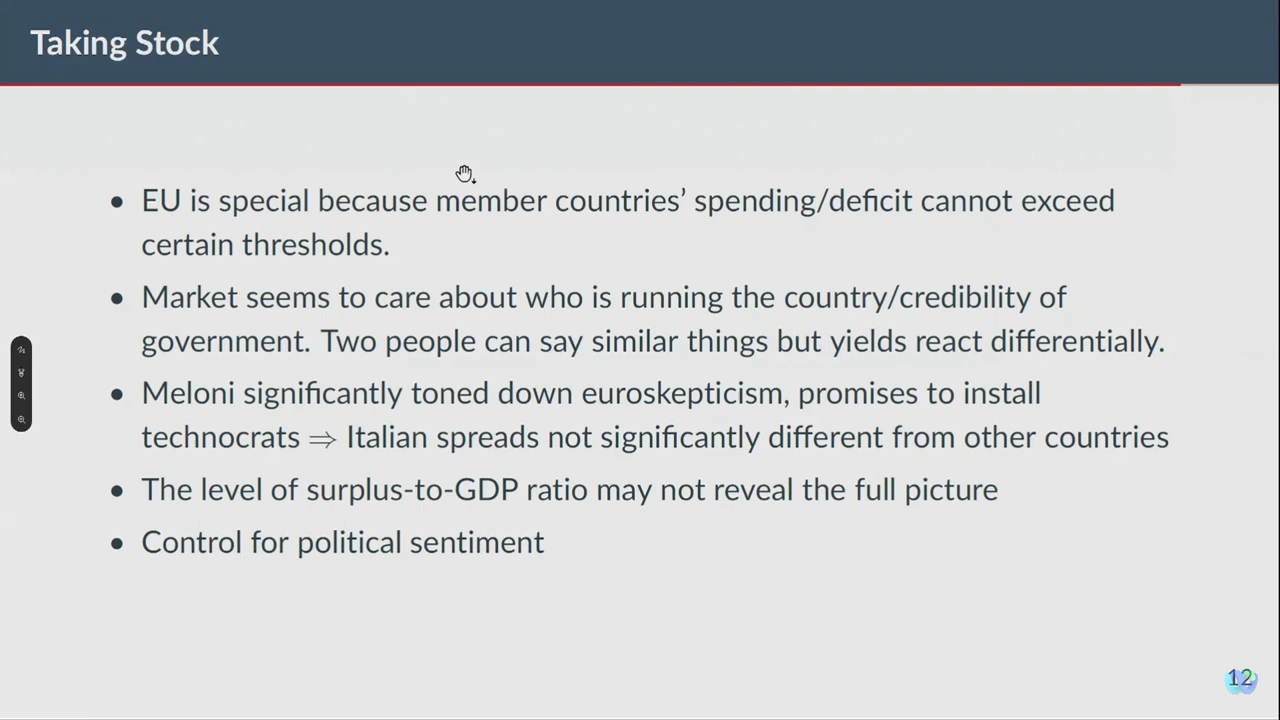 Taking Stock
• EU is special because member countries’ spending/deficit cannot exceed
certain thresholds.
• Market seems to care about who is running the country/credibility of
government. Two people can say similar things but yields react differentially.
• Meloni significantly toned down euroskepticism, promises to install
technocrats ⇒ Italian spreads not significantly different from other countries
• The level of surplus-to-GDP ratio may not reveal the full picture
• Control for political sentiment
12